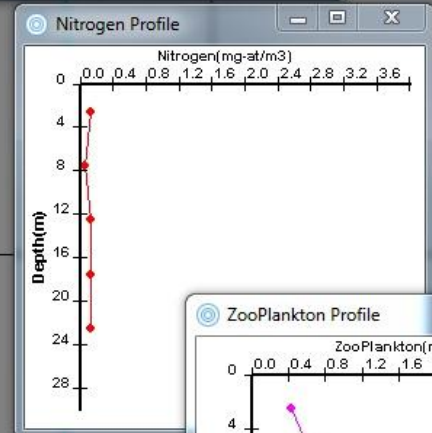 Nitrogen Profile
Nitrogen(mg-at/m3)
0.0 0.4 0.8 1.2 1.6 2.0 2.4 2.8 3.2 3.6
0
4
8
12
16
20
24
28
Depth(m)
ZooPlankton Profile
ZooPlankton(
0.0 0.4 0.8 1.2 1.6
0
4